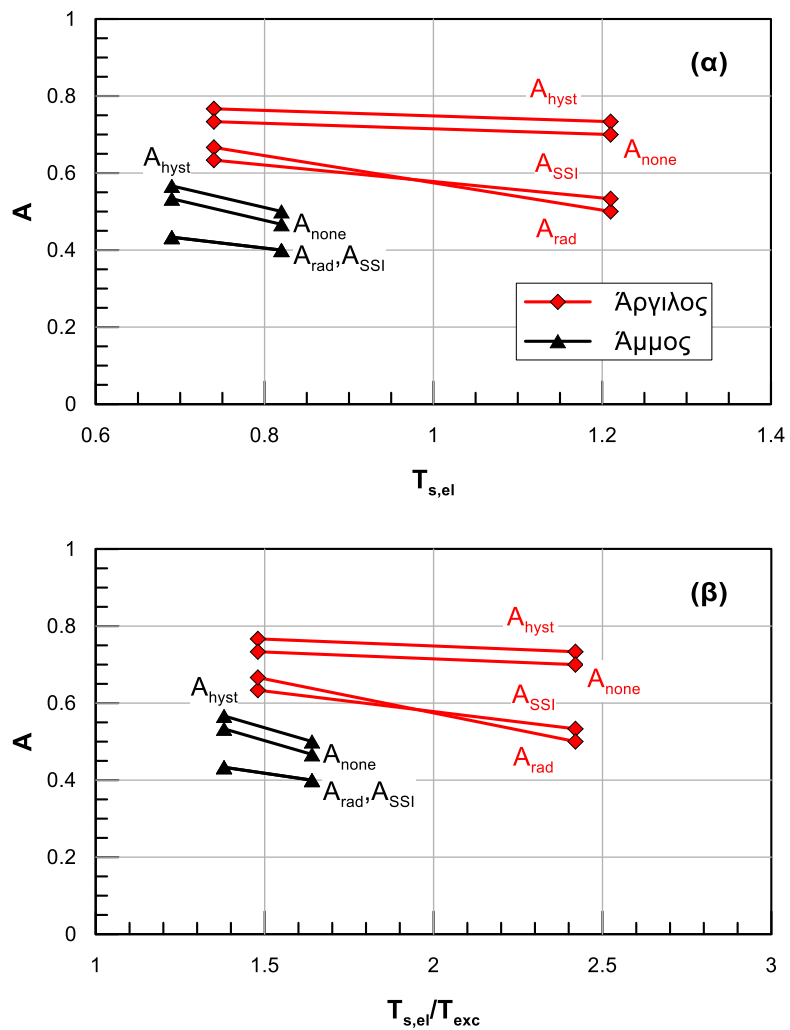 1
(α)
0.8
A_hyst
A
A_hyst
A_none
A_SSI
0.6
A_none
A_rad
0.4
A_rad,A_SSI
Άργιλος
Άμμος
0.2
0
0.6
0.8
1
1.2
1.4
T_s,el
1
(β)
0.8
A_hyst
A
A_hyst
A_none
A_SSI
0.6
A_none
A_rad
0.4
A_rad,A_SSI
0.2
0
1
1.5
2
2.5
3
T_s,el/T_exc